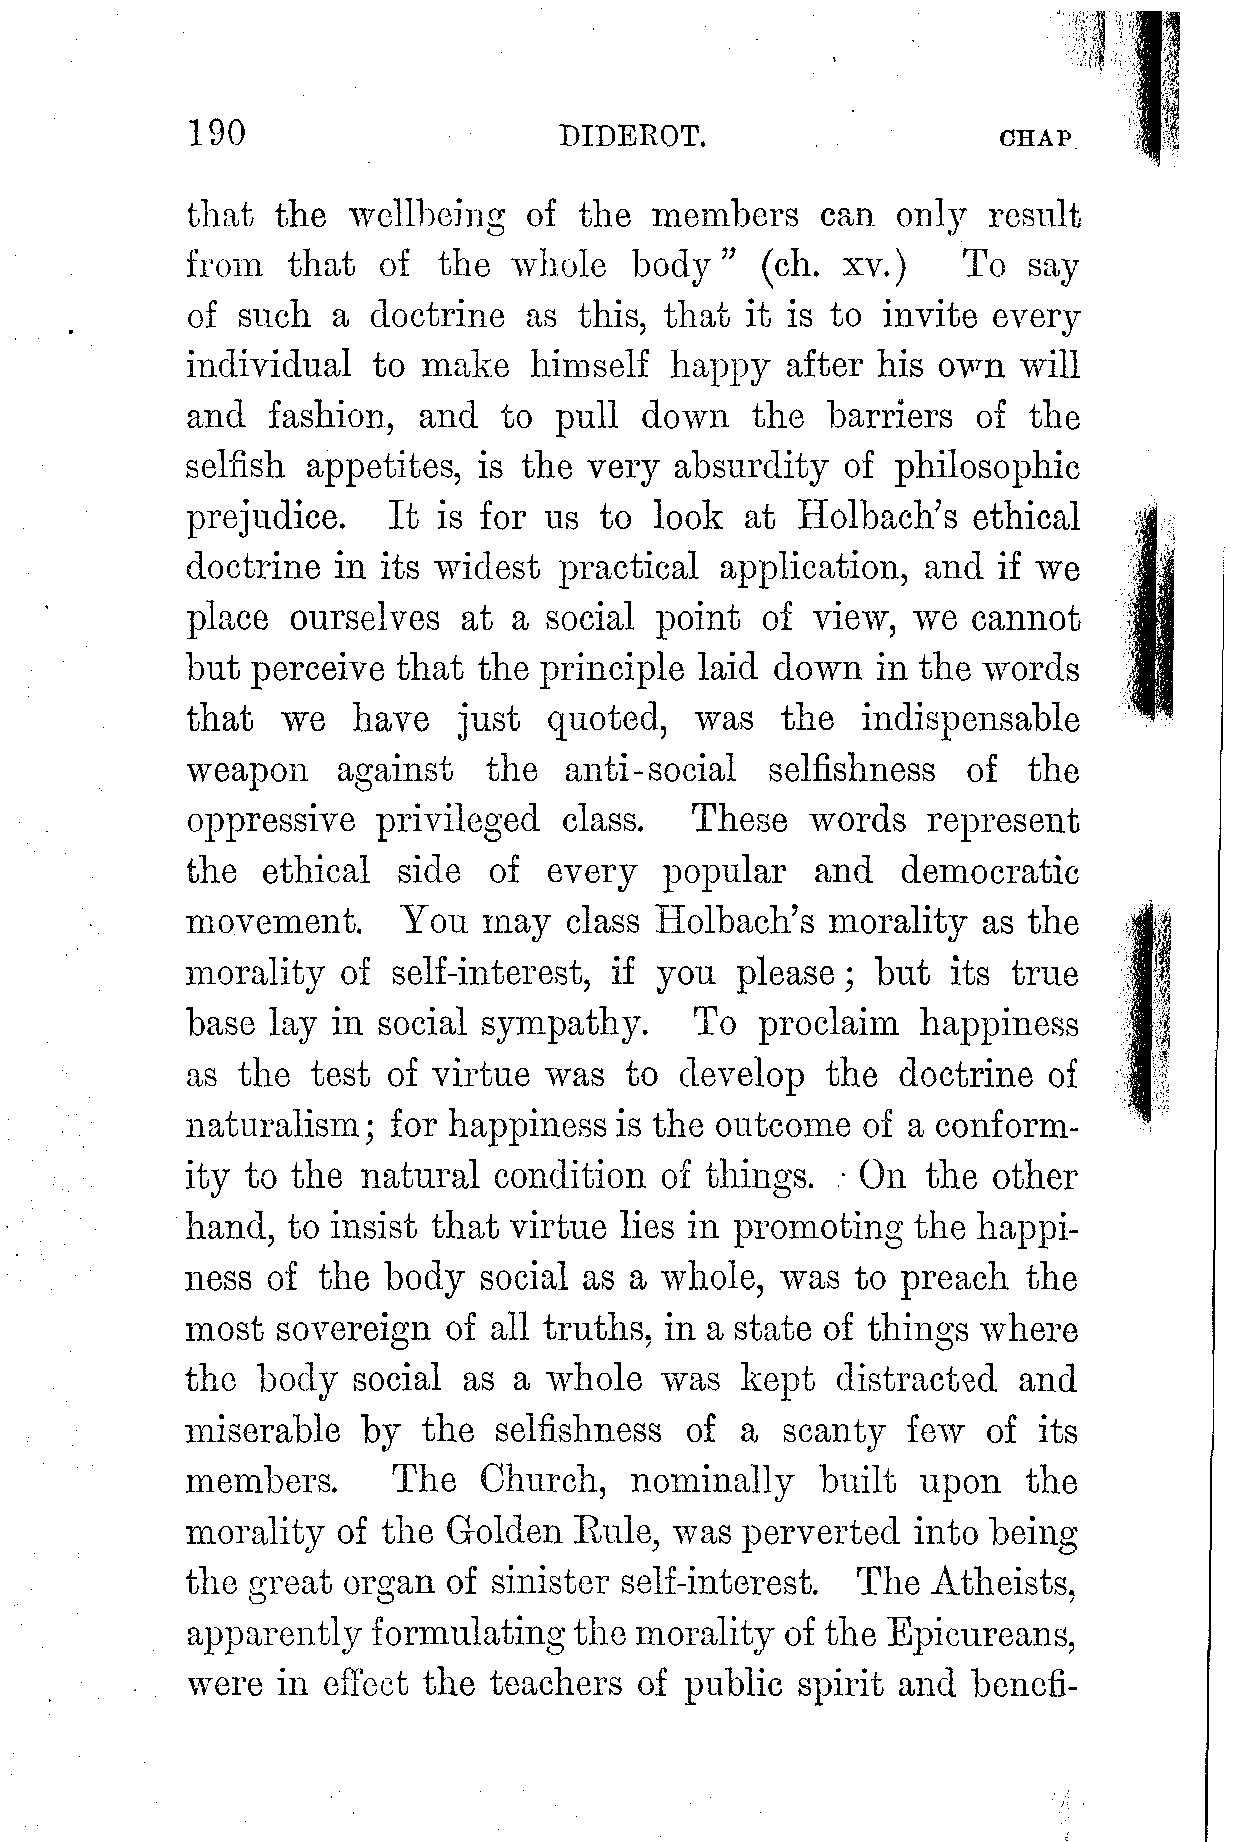 190 DIDEROT. CHAP.
that the wellbeing of the members can only result
from that of the whole body” (ch. xv.) To say
of such a doctrine as this, that it is to invite every
individual to make himself happy after his own will
and fashion, and to pull down the barriers of the
selfish appetites, is the very absurdity of philosophic
prejudice. It is for us to look at Holbach’s ethical
doctrine in its widest practical application, and if we
place ourselves at a social point of view, we cannot
but perceive that the principle laid down in the words
that we have just quoted, was the indispensable
weapon against the anti-social selfishness of the
oppressive privileged class. These words represent
the ethical side of every popular and democratic
movement. You may class Holbach’s morality as the
morality of self-interest, if you please; but its true
base lay in social sympathy. To proclaim happiness
as the test of virtue was to develop the doctrine of
naturalism; for happiness is the outcome of a conform-
ity to the natural condition of things. On the other
hand, to insist that virtue lies in promoting the happi-
ness of the body social as a whole, was to preach the
most sovereign of all truths, in a state of things where
the body social as a whole was kept distracted and
miserable by the selfishness of a scanty few of its
members. The Church, nominally built upon the
morality of the Golden Rule, was perverted into being
the great organ of sinister self-interest. The Atheists,
apparently formulating the morality of the Epicureans,
were in effect the teachers of public spirit and benefi-